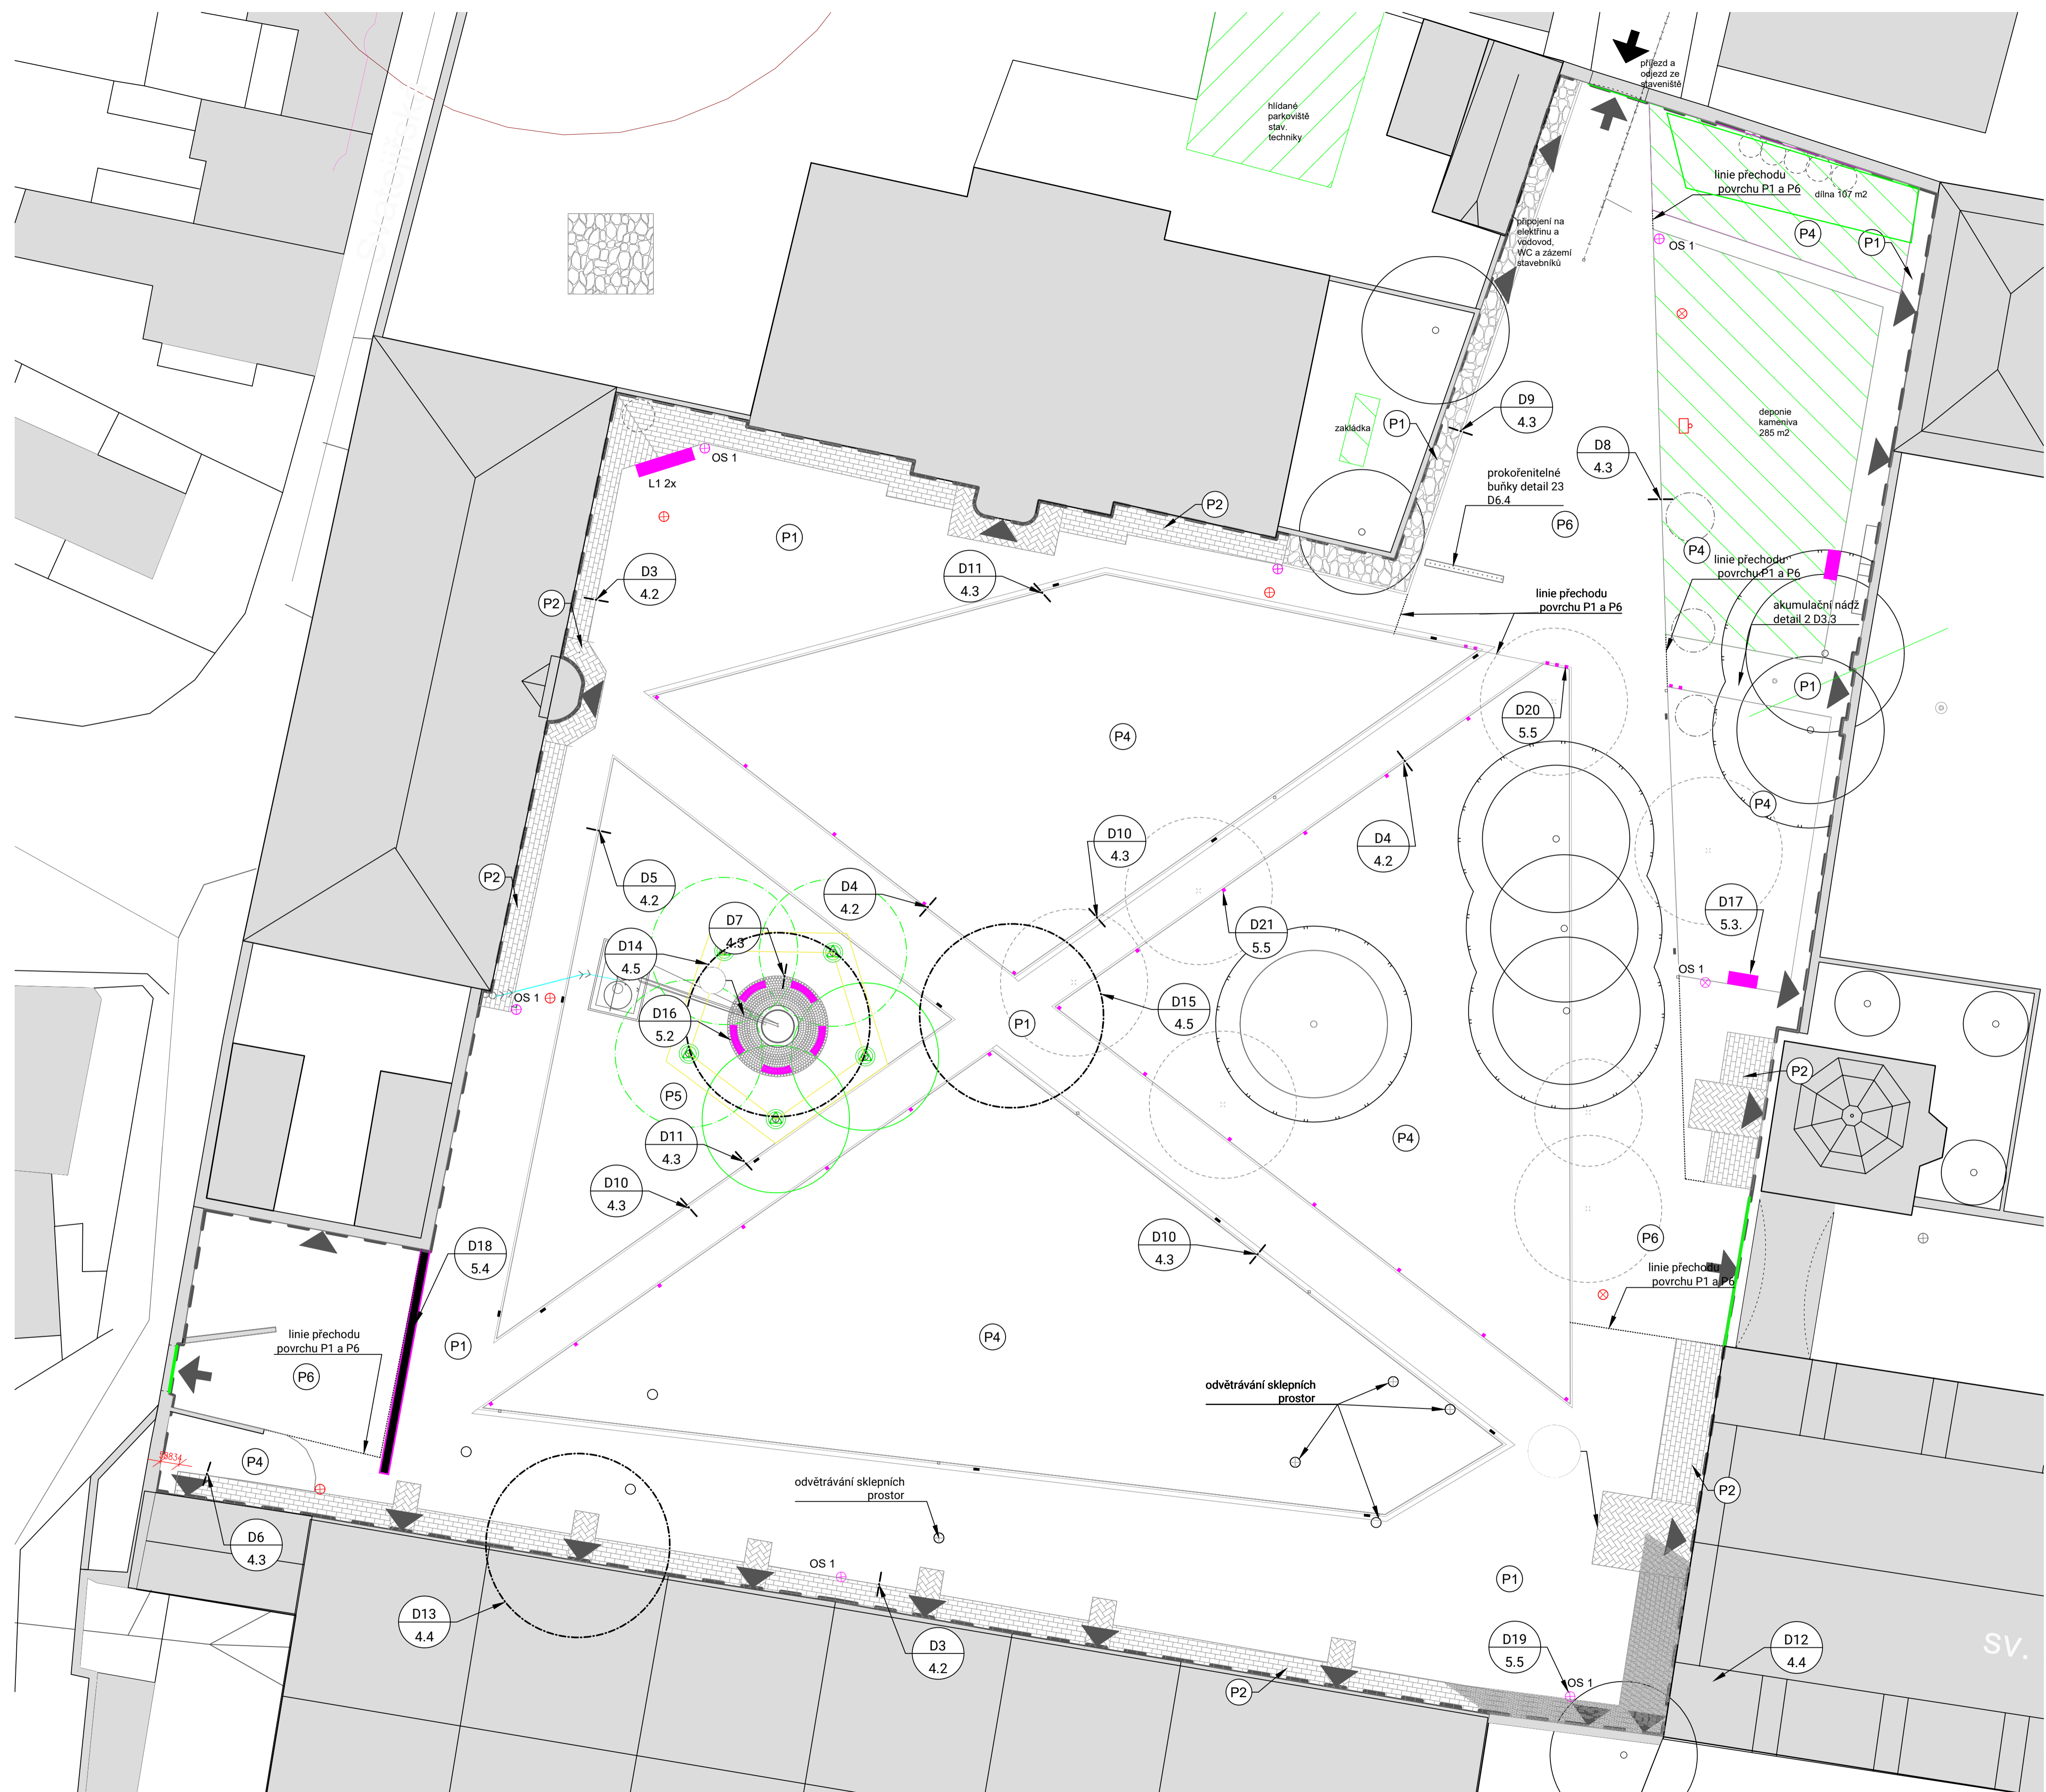 příjezd a
odjezd ze
staveniště
hlídané
parkoviště
stav.
techniky
linie přechodu
povrchu P1 a P6
dílna 107 m2
P4
P1
OS 1
připojení na
elektřinu a
vodovod,
WC a zázemí
stavebníků
D9
4.3
P1
zakládka
deponie
kameniva
285 m2
D8
4.3
OS 1
L1 2x
prokořenitelné
buňky detail 23
D6.4
P2
P6
P1
P4
linie přechodu
povrchu P1 a P6
D11
4.3
D3
4.2
P2
linie přechodu
povrchu P1 a P6
akumulační nádž
detail 2 D3.3
P1
D20
5.5
P4
P4
D10
4.3
D4
4.2
P2
D5
4.2
D4
4.2
D7
4.3
D21
5.5
D17
5.3.
D14
4.5
OS 1
OS 1
D16
5.2
D15
4.5
P1
P2
P5
D11
4.3
P4
D10
4.3
D10
4.3
P6
D18
5.4
linie přechodu
povrchu P1 a P6
linie přechodu
povrchu P1 a P6
P6
P1
P4
odvětrávání sklepních
prostor
P4
59834
odvětrávání sklepních
prostor
P2
D6
4.3
OS 1
P1
D13
4.4
D3
4.2
D19
5.5
OS 1
D12
4.4
sv.
P2